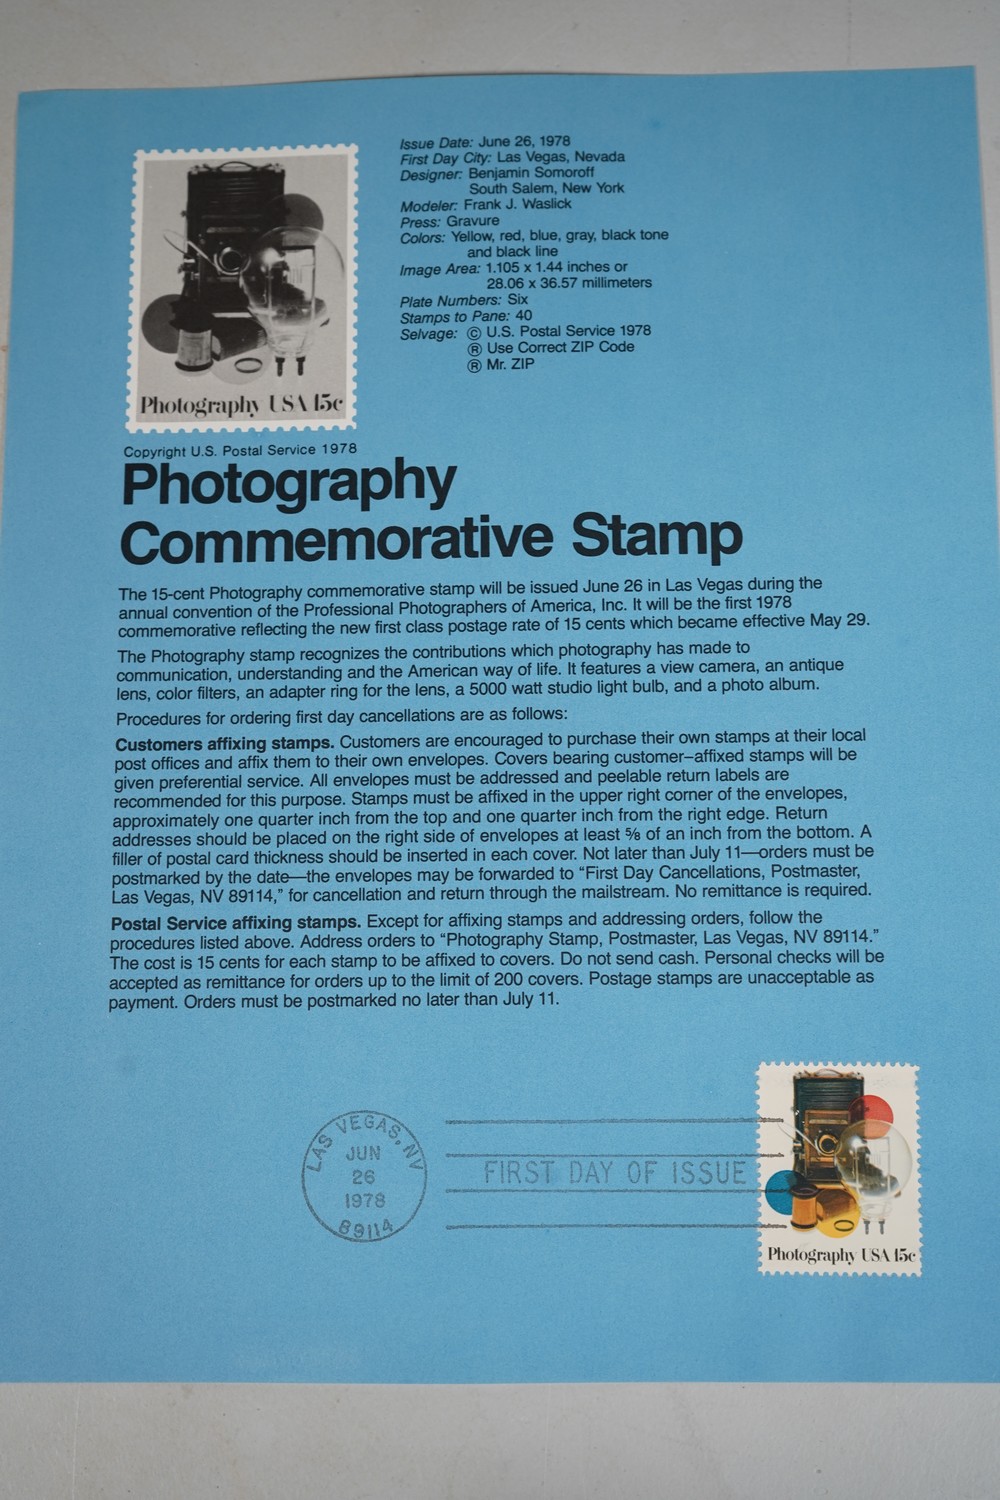 Issue Date: June 26, 1978
First Day City: Las Vegas, Nevada
Designer: Benjamin Somoroff
South Salem, New York
Modeler: Frank J. Waslick
Press: Gravure
Colors: Yellow, red, blue, gray, black tone
and black line
Image Area: 1.105 x 1.44 inches or
28.06 x 36.57 millimeters
Plate Numbers: Six
Stamps to Pane: 40
Selvage: © U.S. Postal Service 1978
® Use Correct ZIP Code
® Mr. ZIP
Photography USA 15c
Copyright U.S. Postal Service 1978
Photography
Commemorative Stamp
The 15-cent Photography commemorative stamp will be issued June 26 in Las Vegas during the
annual convention of the Professional Photographers of America, Inc. It will be the first 1978
commemorative reflecting the new first class postage rate of 15 cents which became effective May 29.
The Photography stamp recognizes the contributions which photography has made to
communication, understanding and the American way of life. It features a view camera, an antique
lens, color filters, an adapter ring for the lens, a 5000 watt studio light bulb, and a photo album.
Procedures for ordering first day cancellations are as follows:
Customers affixing stamps. Customers are encouraged to purchase their own stamps at their local
post offices and affix them to their own envelopes. Covers bearing customer–affixed stamps will be
given preferential service. All envelopes must be addressed and peelable return labels are
recommended for this purpose. Stamps must be affixed in the upper right corner of the envelopes,
approximately one quarter inch from the top and one quarter inch from the right edge. Return
addresses should be placed on the right side of envelopes at least ⅝ of an inch from the bottom. A
filler of postal card thickness should be inserted in each cover. Not later than July 11—orders must be
postmarked by the date—the envelopes may be forwarded to “First Day Cancellations, Postmaster,
Las Vegas, NV 89114,” for cancellation and return through the mailstream. No remittance is required.
Postal Service affixing stamps. Except for affixing stamps and addressing orders, follow the
procedures listed above. Address orders to “Photography Stamp, Postmaster, Las Vegas, NV 89114.”
The cost is 15 cents for each stamp to be affixed to covers. Do not send cash. Personal checks will be
accepted as remittance for orders up to the limit of 200 covers. Postage stamps are unacceptable as
payment. Orders must be postmarked no later than July 11.
LAS VEGAS, NV
JUN
26
1978
89114
FIRST DAY OF ISSUE
Photography USA 15c